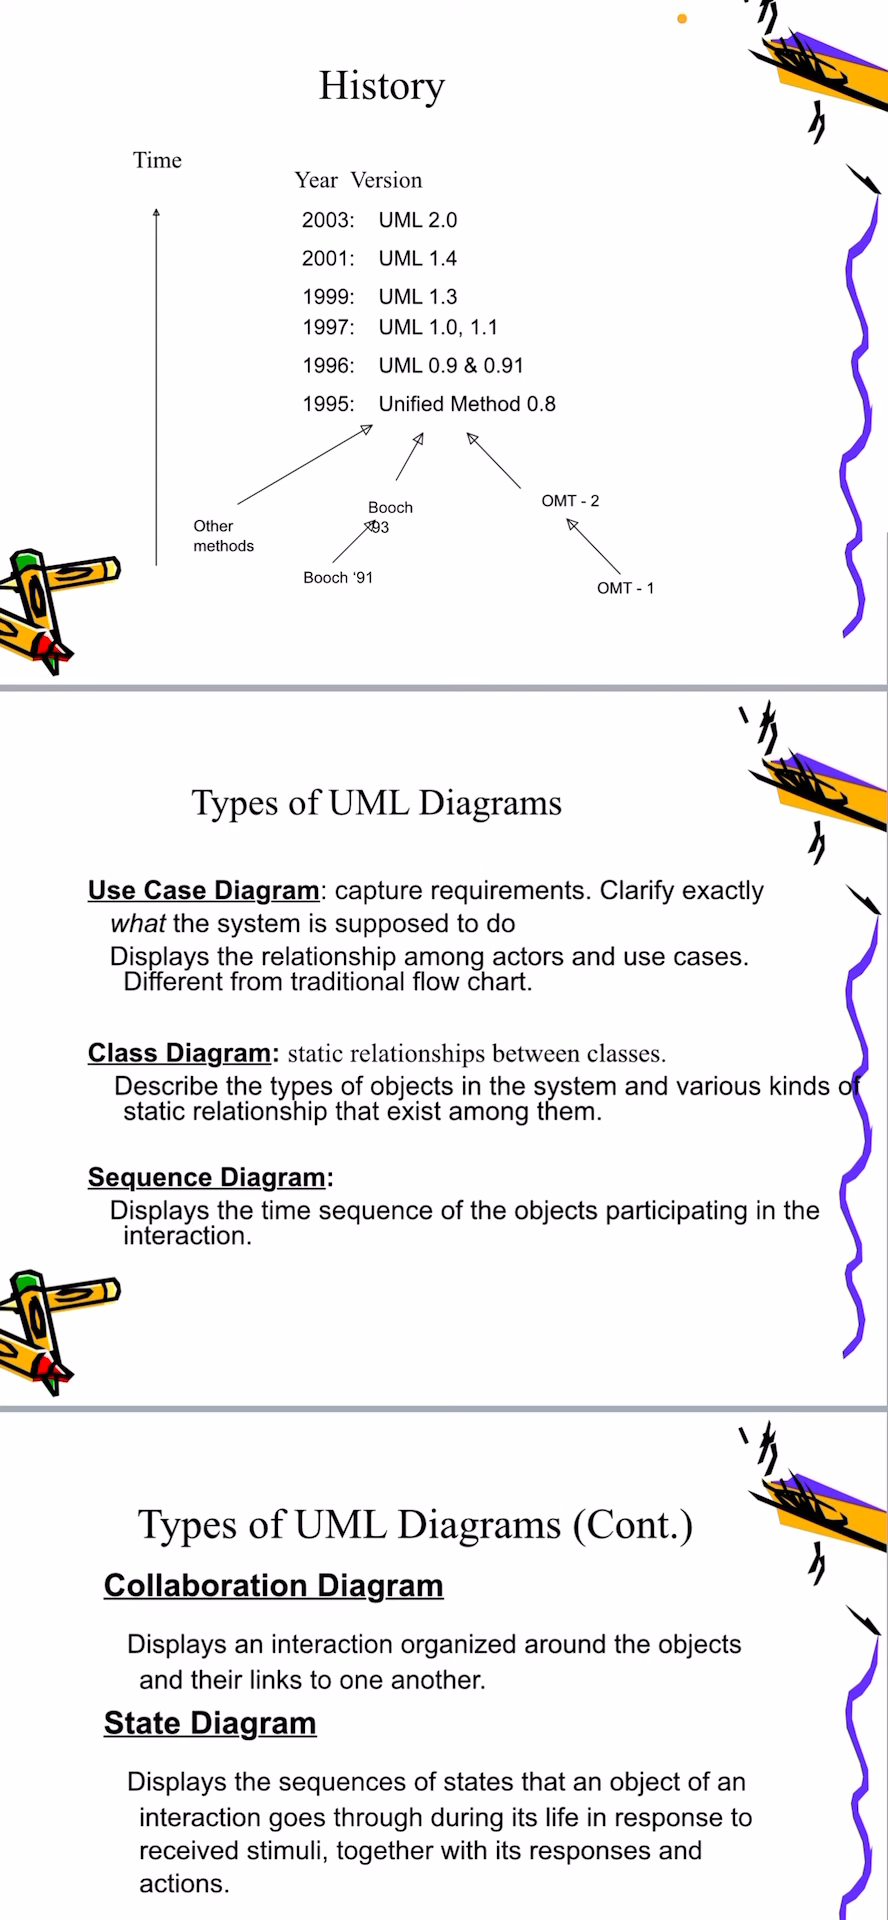 History
Time
Year Version
2003: UML 2.0
2001: UML 1.4
1999: UML 1.3
1997: UML 1.0, 1.1
1996: UML 0.9 & 0.91
1995: Unified Method 0.8
Booch
'93
OMT - 2
Other
methods
Booch ‘91
OMT - 1
Types of UML Diagrams
Use Case Diagram: capture requirements. Clarify exactly
what the system is supposed to do
Displays the relationship among actors and use cases.
Different from traditional flow chart.
Class Diagram: static relationships between classes.
Describe the types of objects in the system and various kinds of
static relationship that exist among them.
Sequence Diagram:
Displays the time sequence of the objects participating in the
interaction.
Types of UML Diagrams (Cont.)
Collaboration Diagram
Displays an interaction organized around the objects
and their links to one another.
State Diagram
Displays the sequences of states that an object of an
interaction goes through during its life in response to
received stimuli, together with its responses and
actions.